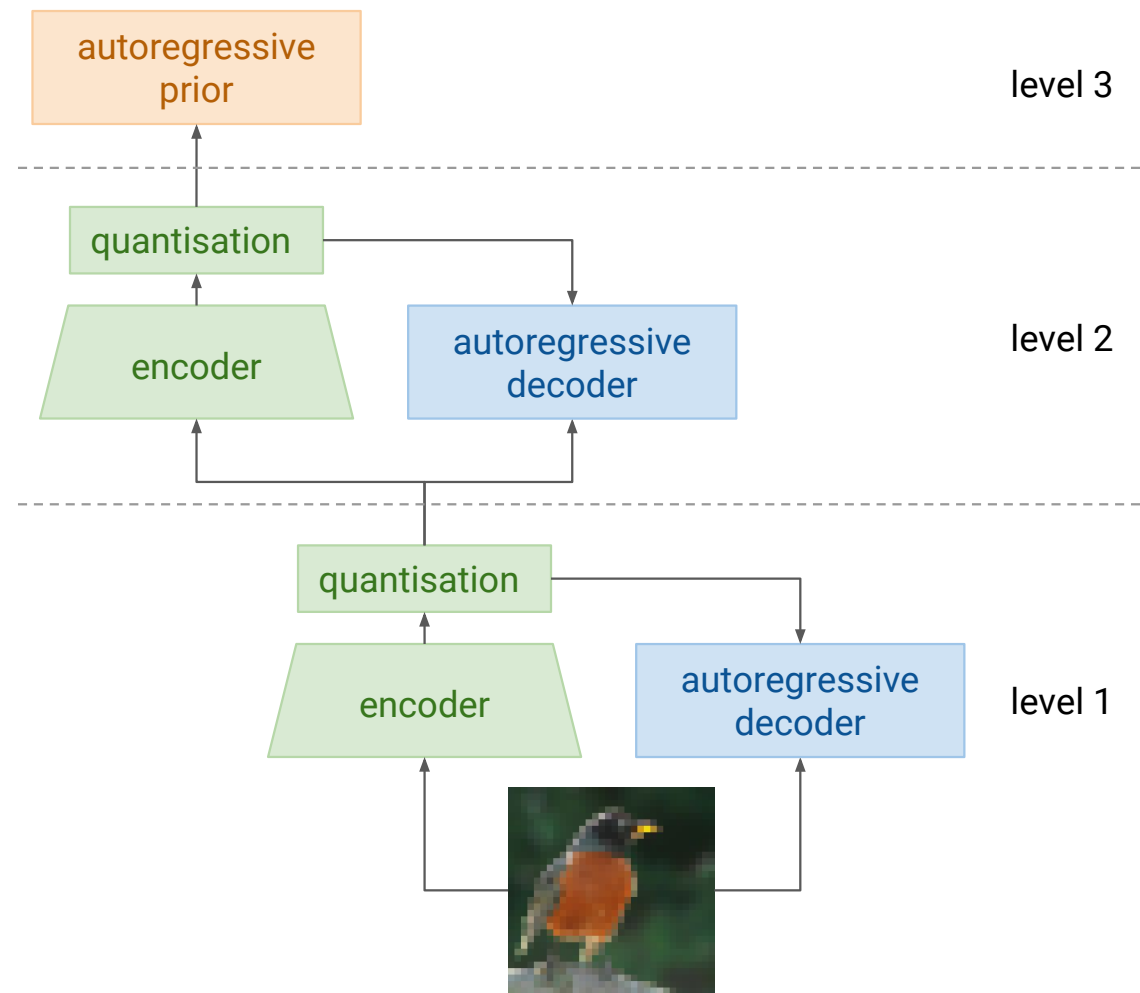 autoregressive
prior
level 3
quantisation
encoder
autoregressive
decoder
level 2
quantisation
encoder
autoregressive
decoder
level 1